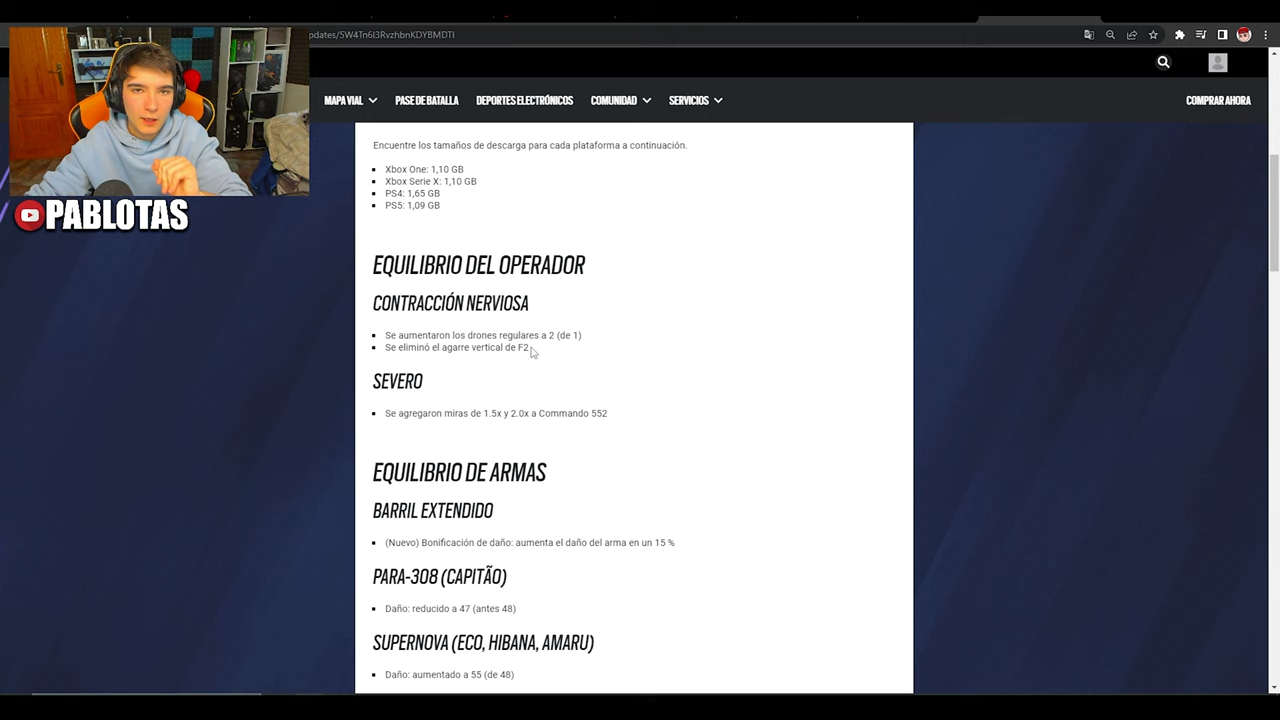 pdates/5W4Tn6I3RvzhbnKDYBMDTI
MAPA VIAL
PASE DE BATALLA
DEPORTES ELECTRÓNICOS
COMUNIDAD
SERVICIOS
COMPRAR AHORA
PABLOTAS
Encuentre los tamaños de descarga para cada plataforma a continuación.
Xbox One: 1,10 GB
Xbox Serie X: 1,10 GB
PS4: 1,65 GB
PS5: 1,09 GB
EQUILIBRIO DEL OPERADOR
CONTRACCIÓN NERVIOSA
Se aumentaron los drones regulares a 2 (de 1)
Se eliminó el agarre vertical de F2
SEVERO
Se agregaron miras de 1.5x y 2.0x a Commando 552
EQUILIBRIO DE ARMAS
BARRIL EXTENDIDO
(Nuevo) Bonificación de daño: aumenta el daño del arma en un 15 %
PARA-308 (CAPITÃO)
Daño: reducido a 47 (antes 48)
SUPERNOVA (ECO, HIBANA, AMARU)
Daño: aumentado a 55 (de 48)